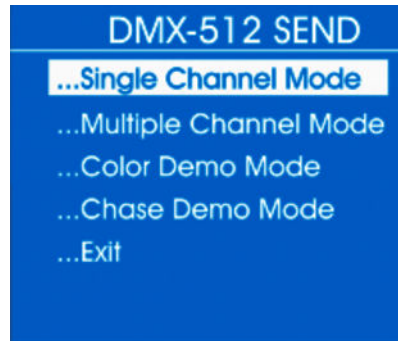 DMX-512 SEND
...Single Channel Mode
...Multiple Channel Mode
...Color Demo Mode
...Chase Demo Mode
...Exit